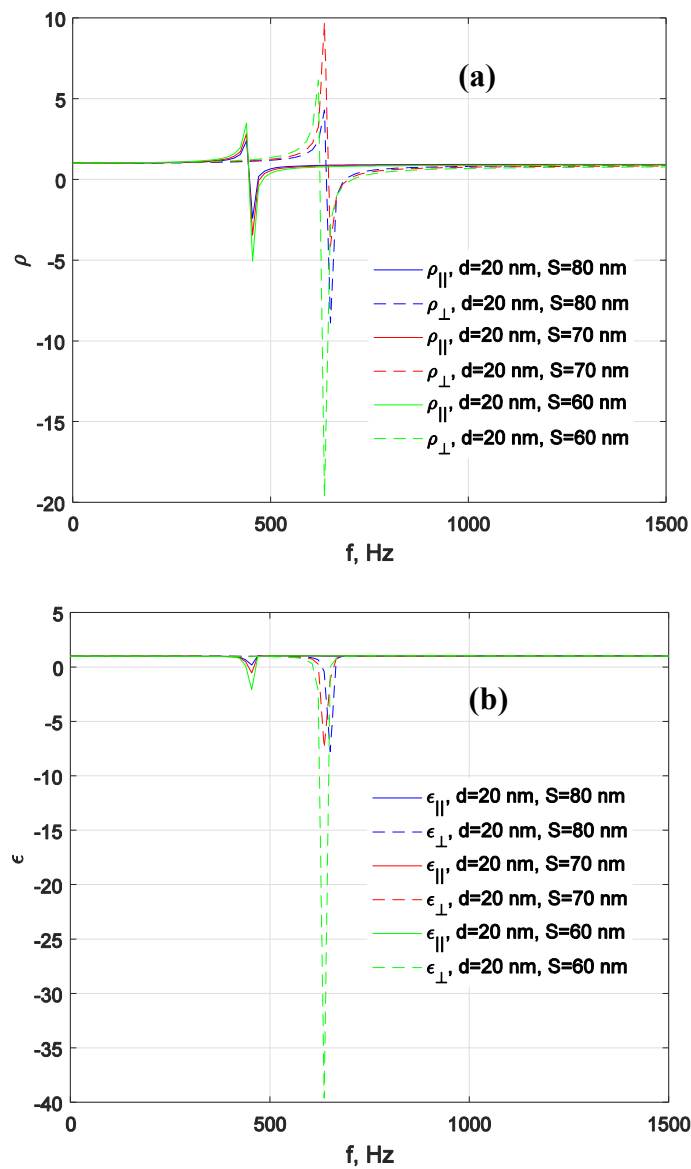 10
(a)
5
0
-5
-10
-15
-20
ρ
ρ||, d=20 nm, S=80 nm
ρ⊥, d=20 nm, S=80 nm
ρ||, d=20 nm, S=70 nm
ρ⊥, d=20 nm, S=70 nm
ρ||, d=20 nm, S=60 nm
ρ⊥, d=20 nm, S=60 nm
0 500 1000 1500
f, Hz
5
0
(b)
-5
-10
-15
-20
-25
-30
-35
-40
ϵ
ϵ||, d=20 nm, S=80 nm
ϵ⊥, d=20 nm, S=80 nm
ϵ||, d=20 nm, S=70 nm
ϵ⊥, d=20 nm, S=70 nm
ϵ||, d=20 nm, S=60 nm
ϵ⊥, d=20 nm, S=60 nm
0 500 1000 1500
f, Hz